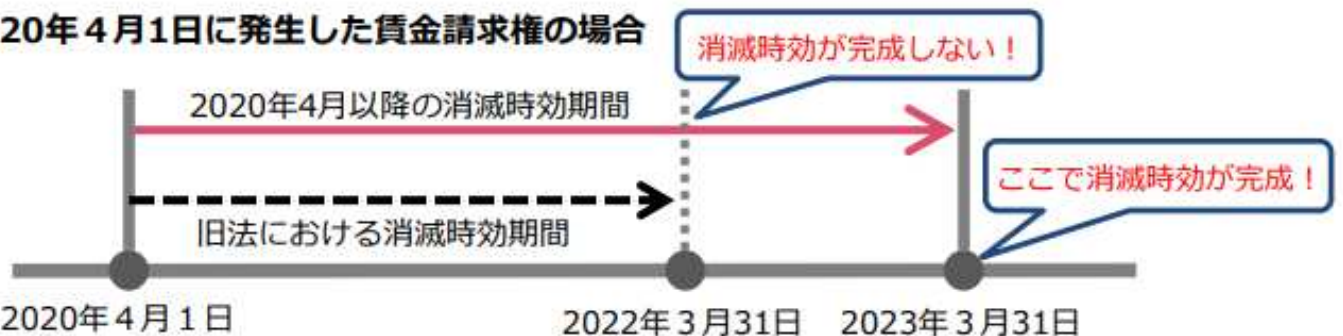 20年４月1日に発生した賃金請求権の場合
消滅時効が完成しない！
2020年4月以降の消滅時効期間
ここで消滅時効が完成！
旧法における消滅時効期間
2020年４月１日
2022年３月31日
2023年３月31日